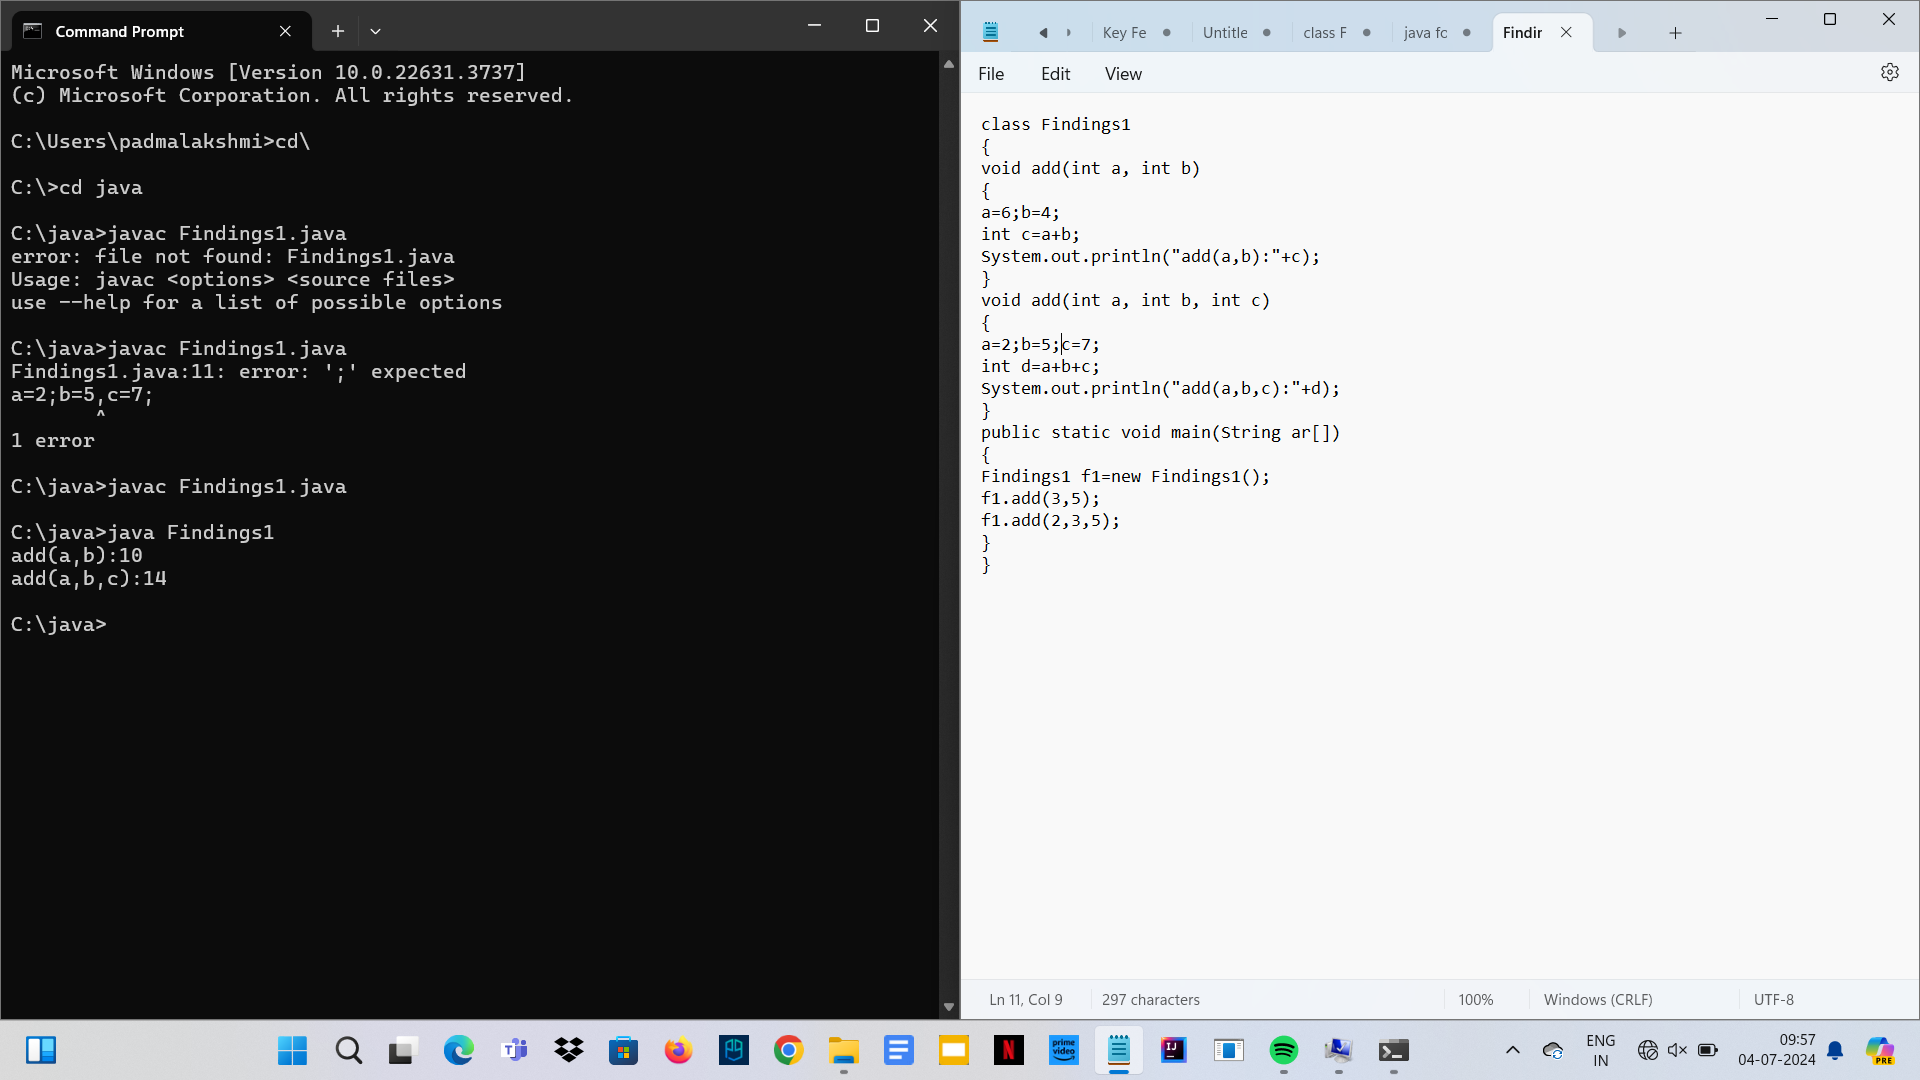 Command Prompt
Microsoft Windows [Version 10.0.22631.3737]
(c) Microsoft Corporation. All rights reserved.
C:\Users\padmalakshmi>cd\
C:\>cd java
C:\java>javac Findings1.java
error: file not found: Findings1.java
Usage: javac <options> <source files>
use --help for a list of possible options
C:\java>javac Findings1.java
Findings1.java:11: error: ';' expected
a=2;b=5,c=7;
^
1 error
C:\java>javac Findings1.java
C:\java>java Findings1
add(a,b):10
add(a,b,c):14
C:\java>
Key Fe Untitle class F java fc Findir
File Edit View
class Findings1
{
void add(int a, int b)
{
a=6;b=4;
int c=a+b;
System.out.println("add(a,b):"+c);
}
void add(int a, int b, int c)
{
a=2;b=5;c=7;
int d=a+b+c;
System.out.println("add(a,b,c):"+d);
}
public static void main(String ar[])
{
Findings1 f1=new Findings1();
f1.add(3,5);
f1.add(2,3,5);
}
}
Ln 11, Col 9 297 characters 100% Windows (CRLF) UTF-8
prime video
IJ
ENG
IN
09:57
04-07-2024
PRE